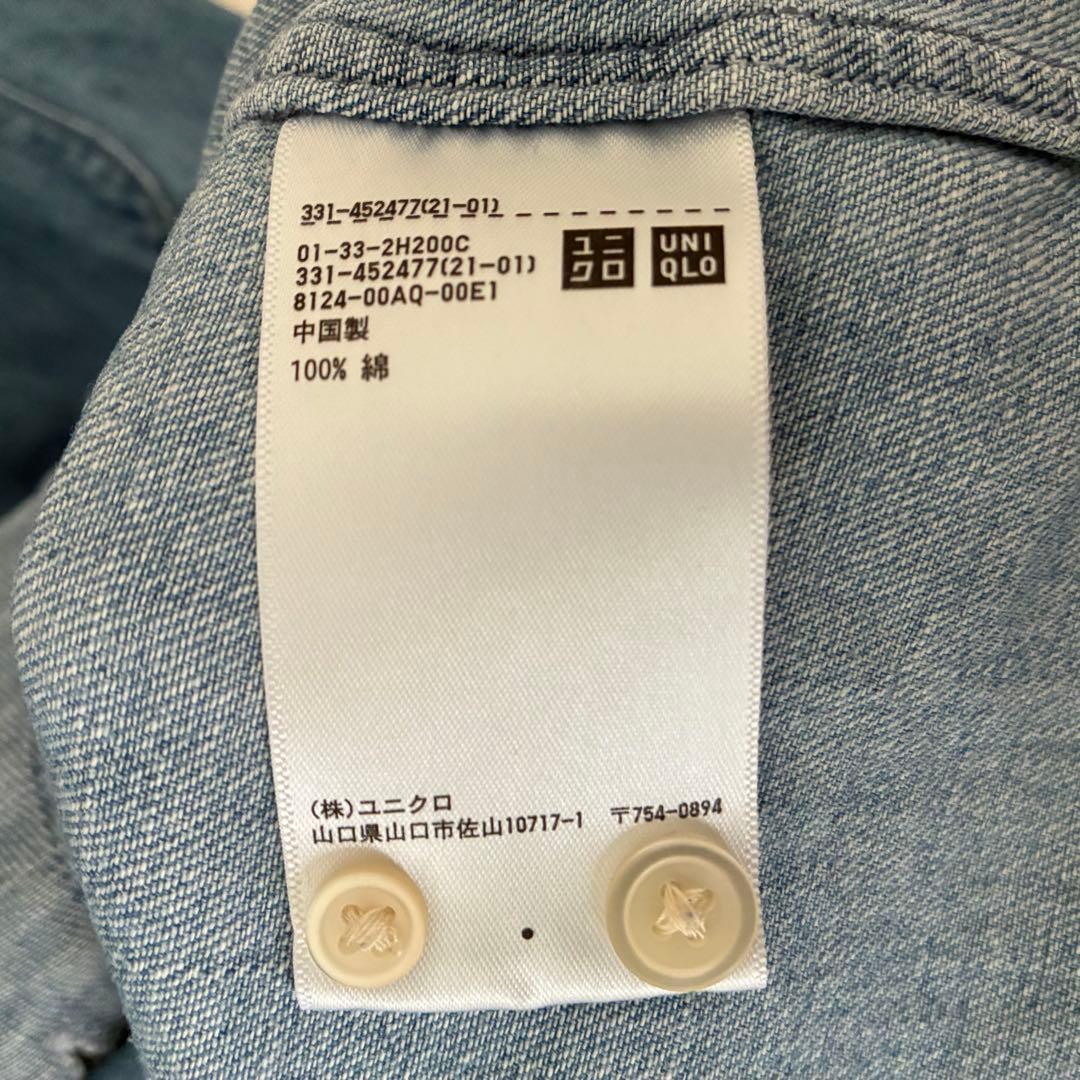 331-452477(21-01)
01-33-2H200C
331-452477(21-01)
8124-00AQ-00E1
中国製
100% 綿
ユニ
クロ
UNI
QLO
(株)ユニクロ
山口県山口市佐山10717-1 〒754-0894